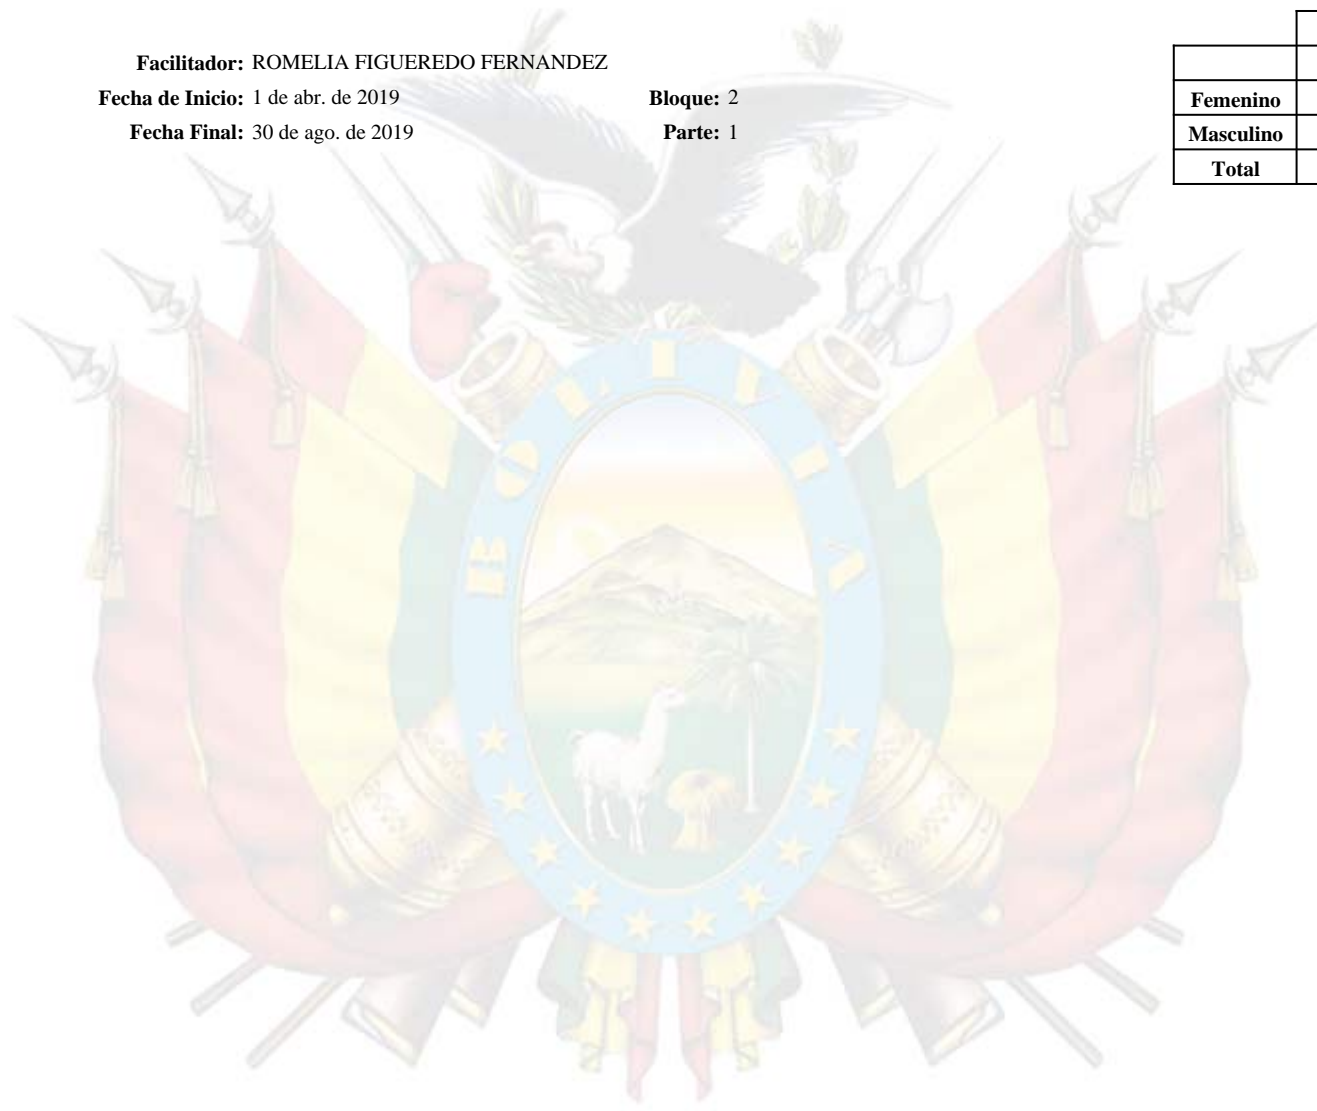 Facilitador: ROMELIA FIGUEREDO FERNANDEZ
Fecha de Inicio: 1 de abr. de 2019 Bloque: 2
Fecha Final: 30 de ago. de 2019 Parte: 1
Femenino
Masculino
Total
BOLIVIA